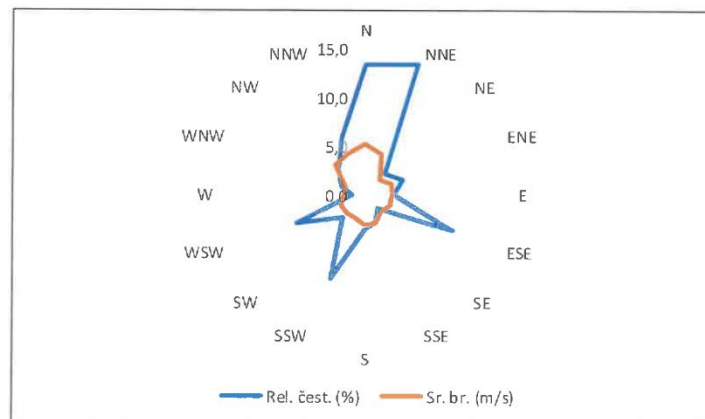 N
15,0
NNW
NNE
NW
10,0
NE
WNW
5,0
ENE
W
0,0
E
WSW
ESE
SW
SE
SSW
SSE
S
Rel. čest. (%)
Sr. br. (m/s)